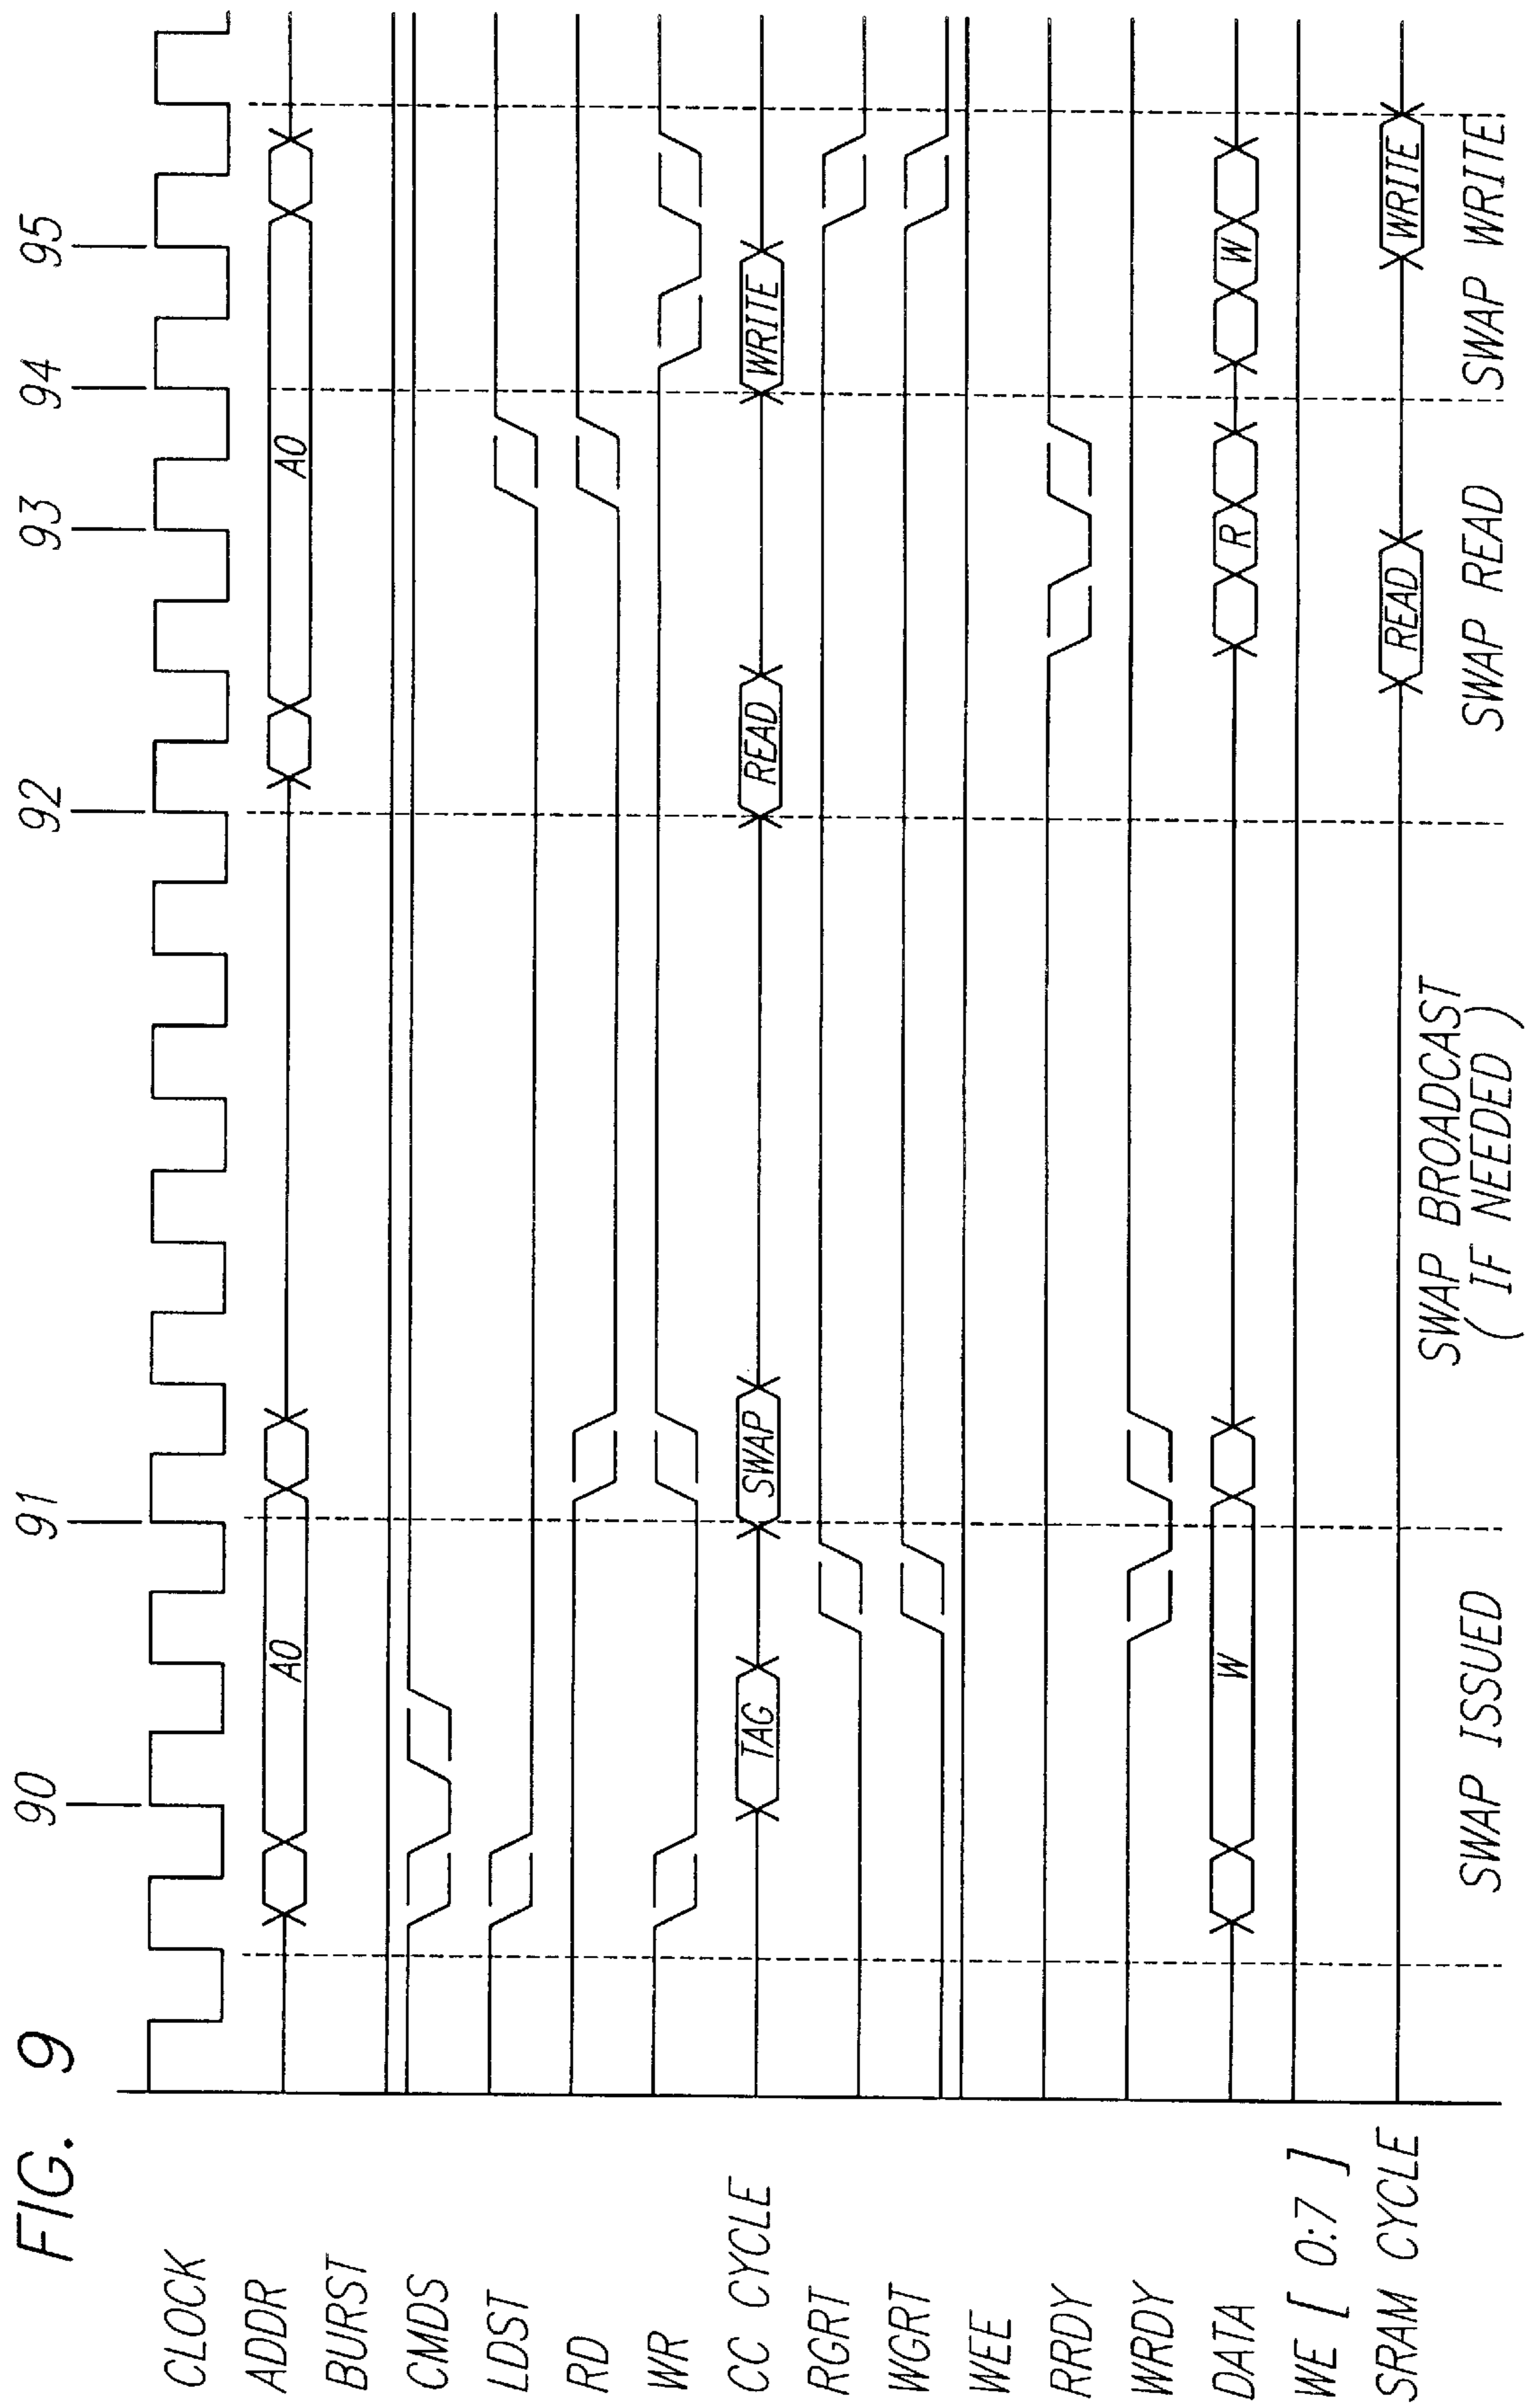 FIG. 9
90 91 92 93 94 95
CLOCK
ADDR A0 A0
BURST
CMDS
LDST
RD
WR
CC CYCLE TAG SWAP READ WRITE
RGRT
WGRT
WEE
RRDY
WRDY
DATA W R W
WE [ 0:7 ]
SRAM CYCLE READ WRITE
SWAP ISSUED
SWAP BROADCAST
( IF NEEDED )
SWAP READ
SWAP WRITE